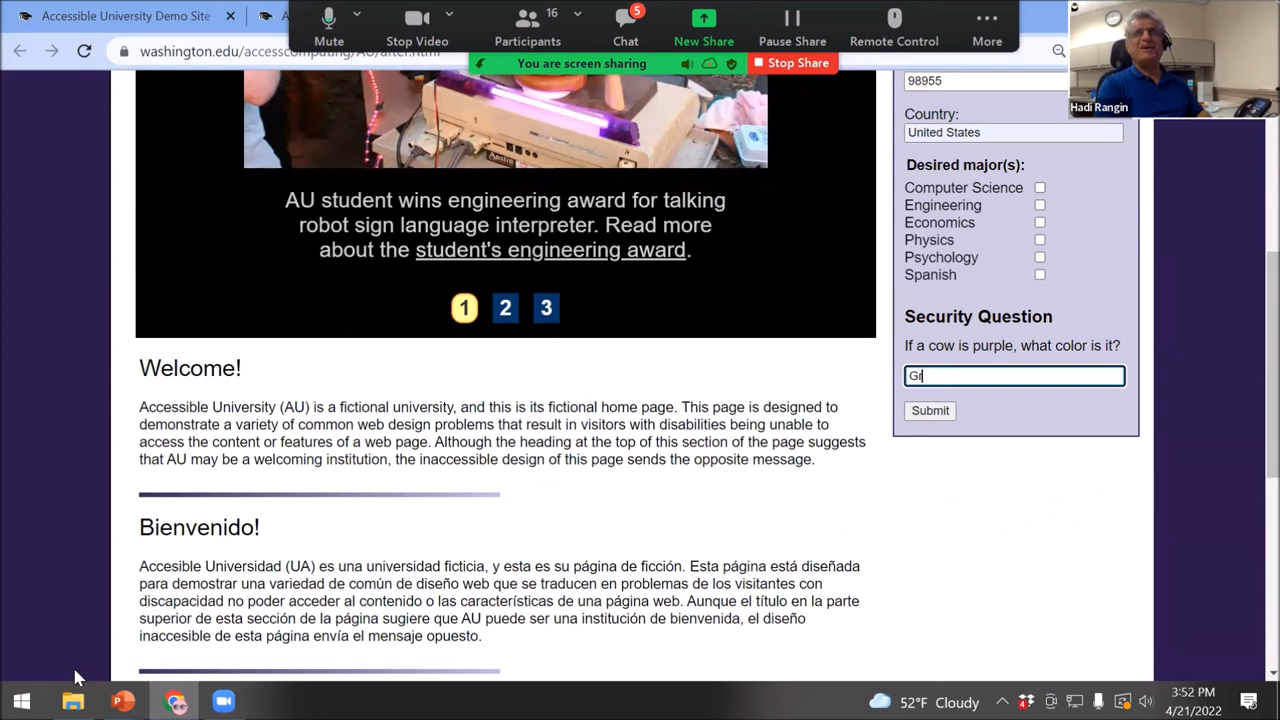 Accessible University Demo Site
A
16
5
Mute
Stop Video
Participants
Chat
New Share
Pause Share
Remote Control
More
washington.edu/accesscomputing/AU/after.html
You are screen sharing
Stop Share
Hadi Rangin
98955
Country:
United States
Desired major(s):
Computer Science
Engineering
Economics
Physics
Psychology
Spanish
Security Question
If a cow is purple, what color is it?
Gr
Submit
Austin
AU student wins engineering award for talking
robot sign language interpreter. Read more
about the student's engineering award.
1 2 3
Welcome!
Accessible University (AU) is a fictional university, and this is its fictional home page. This page is designed to
demonstrate a variety of common web design problems that result in visitors with disabilities being unable to
access the content or features of a web page. Although the heading at the top of this section of the page suggests
that AU may be a welcoming institution, the inaccessible design of this page sends the opposite message.
Bienvenido!
Accesible Universidad (UA) es una universidad ficticia, y esta es su página de ficción. Esta página está diseñada
para demostrar una variedad de común de diseño web que se traducen en problemas de los visitantes con
discapacidad no poder acceder al contenido o las características de una página web. Aunque el título en la parte
superior de esta sección de la página sugiere que AU puede ser una institución de bienvenida, el diseño
inaccesible de esta página envía el mensaje opuesto.
52°F Cloudy
4
3:52 PM
4/21/2022